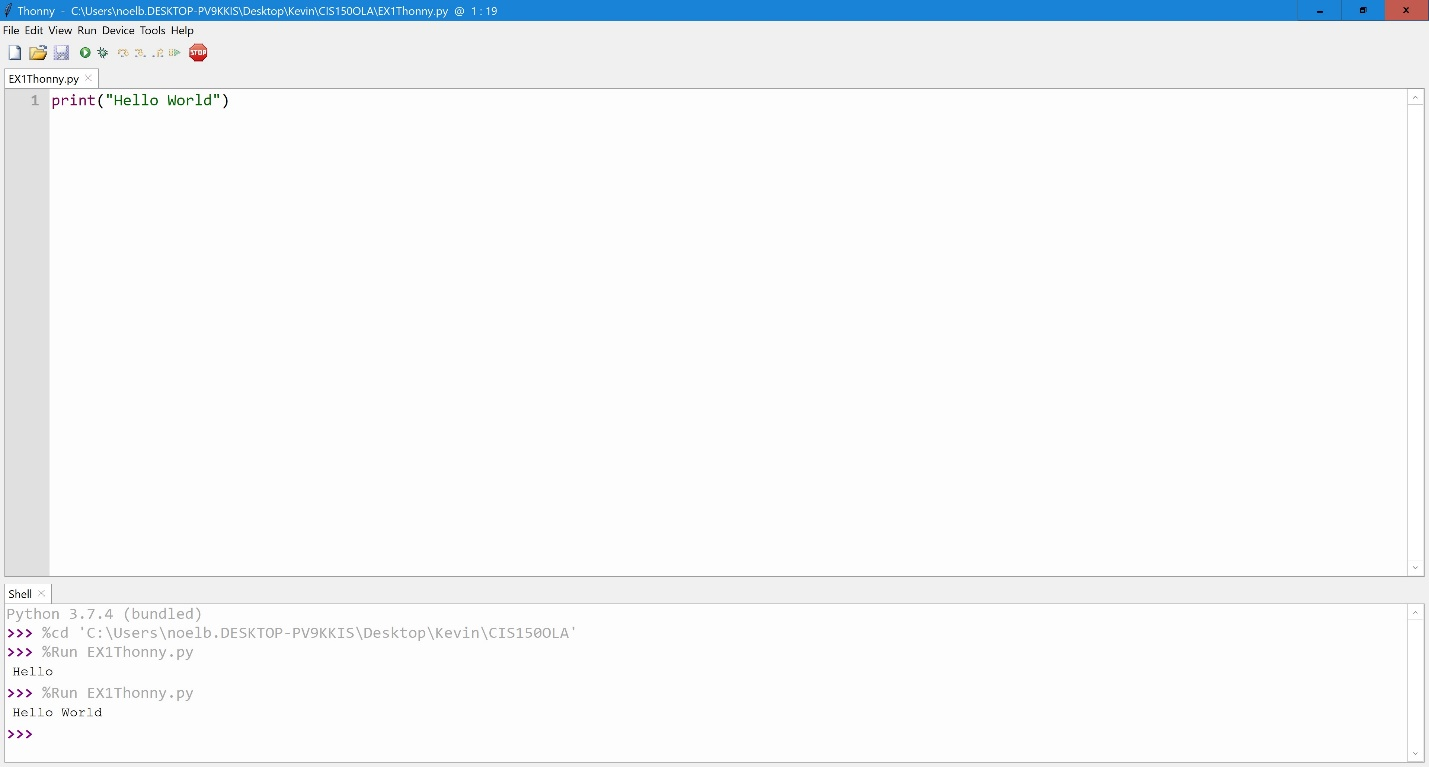 Thonny - C:\Users\noelb.DESKTOP-PV9KKIS\Desktop\Kevin\CIS150OLA\EX1Thonny.py @ 1 : 19
File Edit View Run Device Tools Help
STOP
EX1Thonny.py
1 print("Hello World")
Shell
Python 3.7.4 (bundled)
>>> %cd 'C:\Users\noelb.DESKTOP-PV9KKIS\Desktop\Kevin\CIS150OLA'
>>> %Run EX1Thonny.py
Hello
>>> %Run EX1Thonny.py
Hello World
>>>